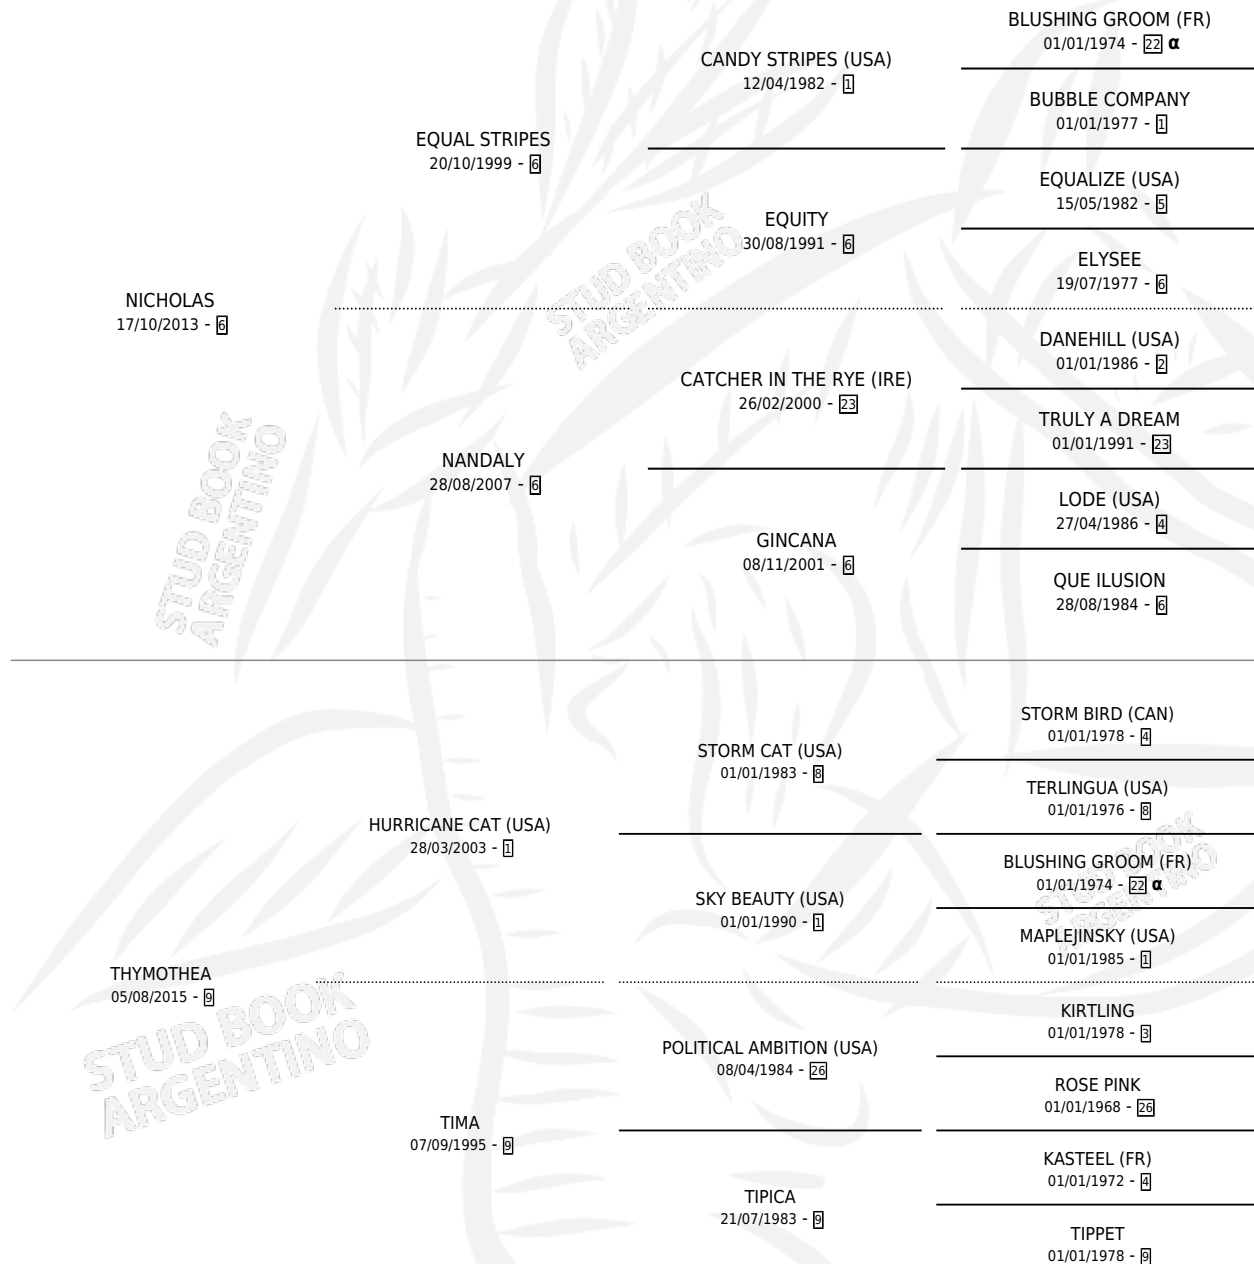 BLUSHING GROOM (FR)
01/01/1974 - 22 α
CANDY STRIPES (USA)
12/04/1982 - 1
BUBBLE COMPANY
01/01/1977 - 1
EQUAL STRIPES
20/10/1999 - 6
EQUALIZE (USA)
15/05/1982 - 5
EQUITY
30/08/1991 - 6
ELYSEE
19/07/1977 - 6
NICHOLAS
17/10/2013 - 6
DANEHILL (USA)
01/01/1986 - 2
CATCHER IN THE RYE (IRE)
26/02/2000 - 23
TRULY A DREAM
01/01/1991 - 23
NANDALY
28/08/2007 - 6
LODE (USA)
27/04/1986 - 4
GINCANA
08/11/2001 - 6
QUE ILUSION
28/08/1984 - 6
STORM BIRD (CAN)
01/01/1978 - 4
STORM CAT (USA)
01/01/1983 - 8
TERLINGUA (USA)
01/01/1976 - 8
HURRICANE CAT (USA)
28/03/2003 - 1
BLUSHING GROOM (FR)
01/01/1974 - 22 α
SKY BEAUTY (USA)
01/01/1990 - 1
MAPLEJINSKY (USA)
01/01/1985 - 1
THYMOTHEA
05/08/2015 - 9
KIRTLING
01/01/1978 - 3
POLITICAL AMBITION (USA)
08/04/1984 - 26
ROSE PINK
01/01/1968 - 26
TIMA
07/09/1995 - 9
KASTEEL (FR)
01/01/1972 - 4
TIPICA
21/07/1983 - 9
TIPPET
01/01/1978 - 9
STUD BOOK
ARGENTINO
STUD BOOK
ARGENTINO
STUD BOOK
ARGENTINO
STUD BOOK
ARGENTINO